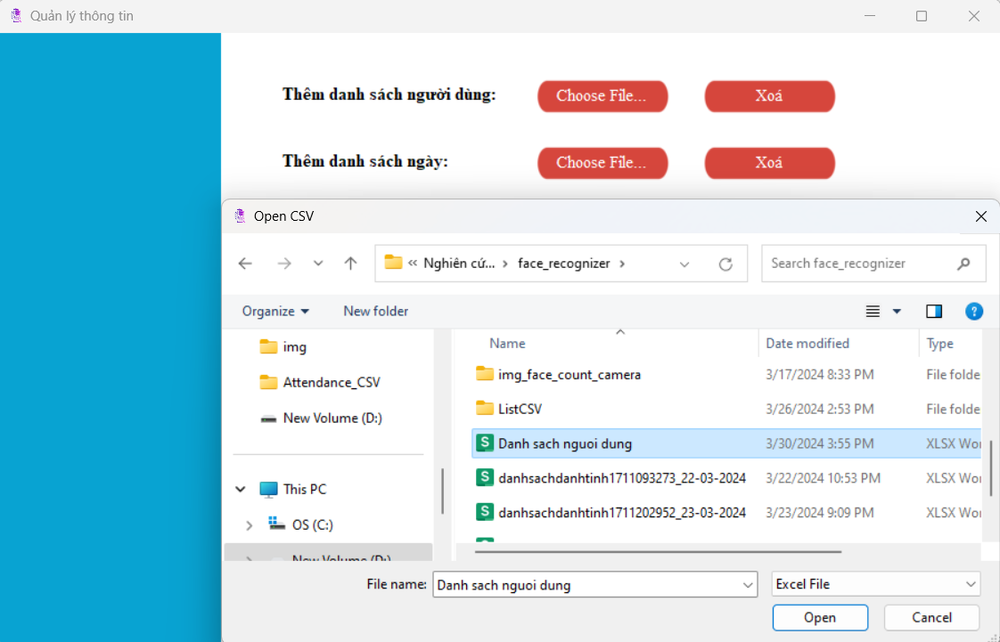 Quản lý thông tin
Thêm danh sách người dùng: Choose File... Xoá
Thêm danh sách ngày: Choose File... Xoá
Open CSV
« Nghiên cứ... › face_recognizer › Search face_recognizer
Organize New folder
Name Date modified Type
img
Attendance_CSV
New Volume (D:)
This PC
OS (C:)
New Volume (D:)
img_face_count_camera 3/17/2024 8:33 PM File folde
ListCSV 3/26/2024 2:53 PM File folde
S Danh sach nguoi dung 3/30/2024 3:55 PM XLSX Wor
S danhsachdanhtinh1711093273_22-03-2024 3/22/2024 10:53 PM XLSX Wor
S danhsachdanhtinh1711202952_23-03-2024 3/23/2024 9:09 PM XLSX Wor
File name: Danh sach nguoi dung Excel File
Open Cancel